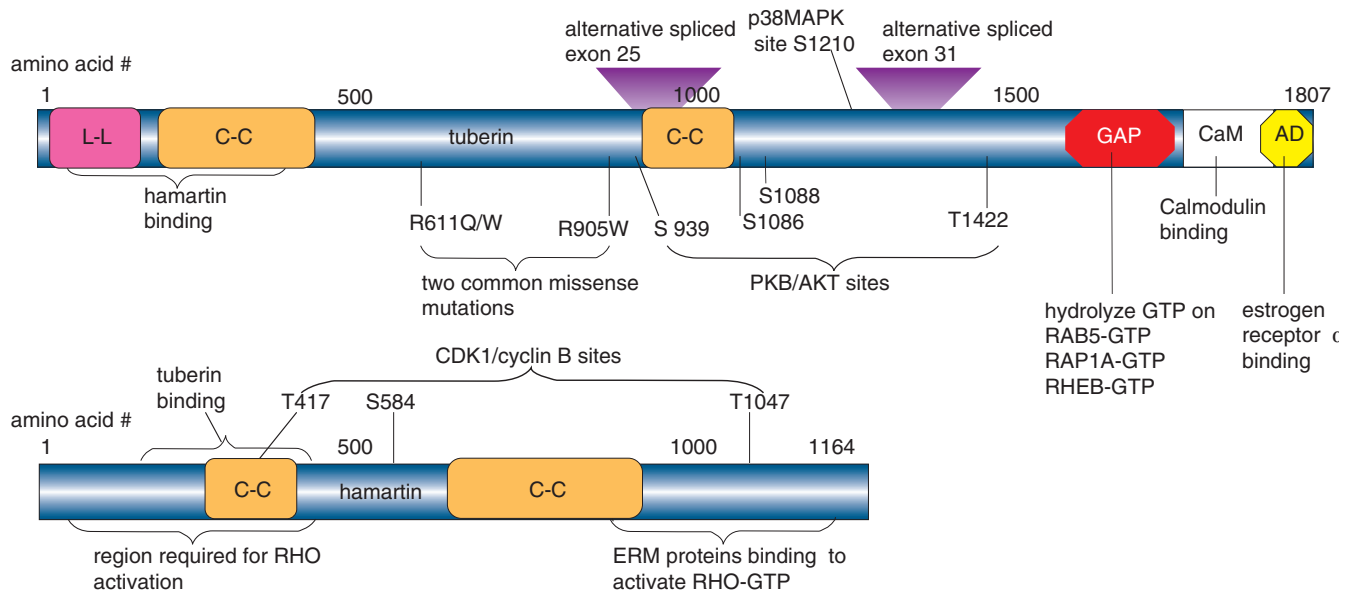 alternative spliced
exon 25
p38MAPK
site S1210
alternative spliced
exon 31
amino acid #
1
500
1000
1500
1807
L-L
C-C
tuberin
C-C
GAP
CaM
AD
hamartin
binding
R611Q/W
R905W
S 939
S1086
S1088
T1422
Calmodulin
binding
two common missense
mutations
PKB/AKT sites
hydrolyze GTP on
RAB5-GTP
RAP1A-GTP
RHEB-GTP
estrogen
receptor
binding
CDK1/cyclin B sites
tuberin
binding
T417
S584
T1047
amino acid #
1
500
1000
1164
C-C
hamartin
C-C
region required for RHO
activation
ERM proteins binding to
activate RHO-GTP